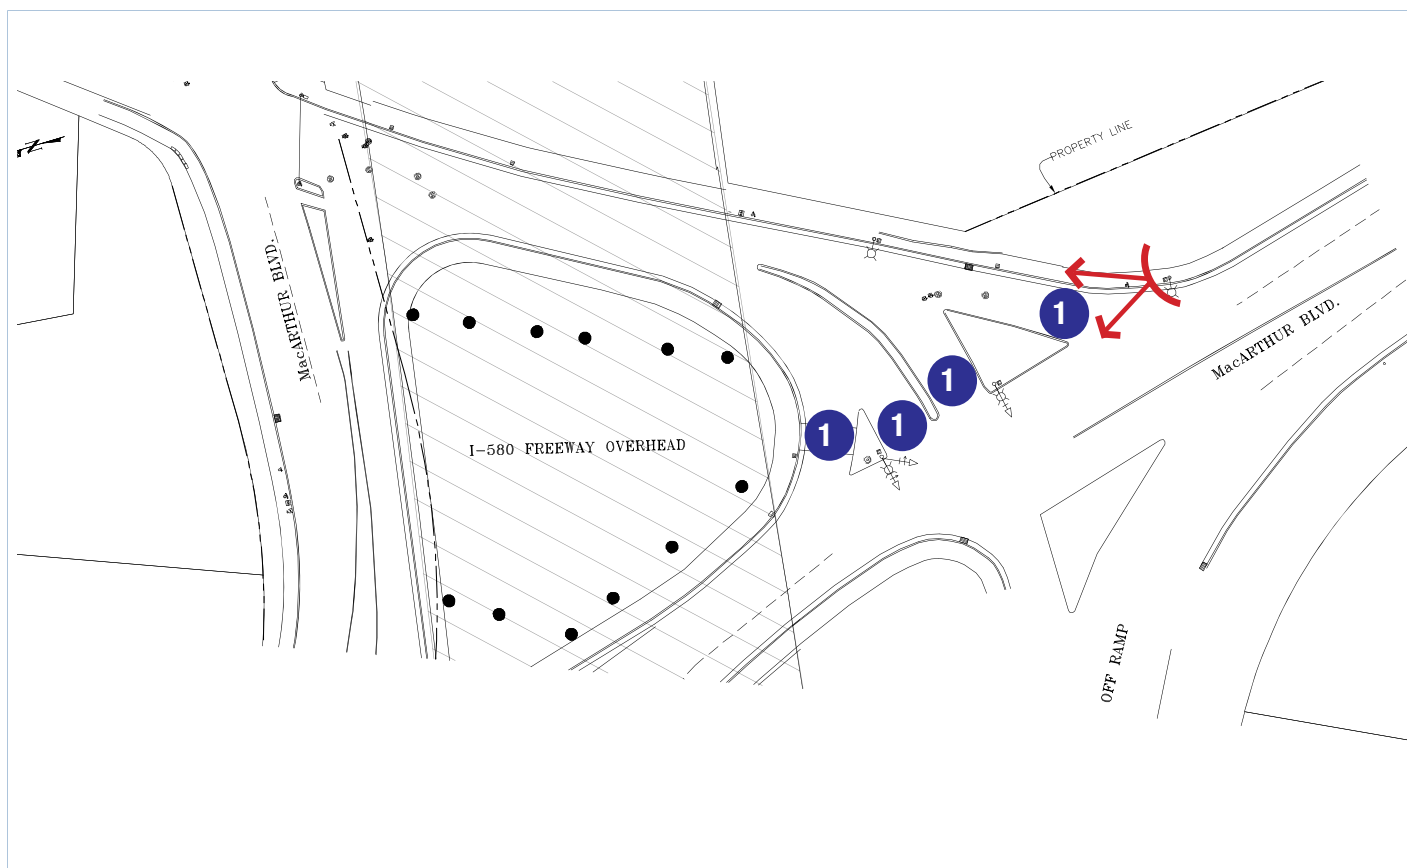 N
PROPERTY LINE
MacARTHUR BLVD.
1
MacARTHUR BLVD.
1
1
1
I-580 FREEWAY OVERHEAD
OFF RAMP